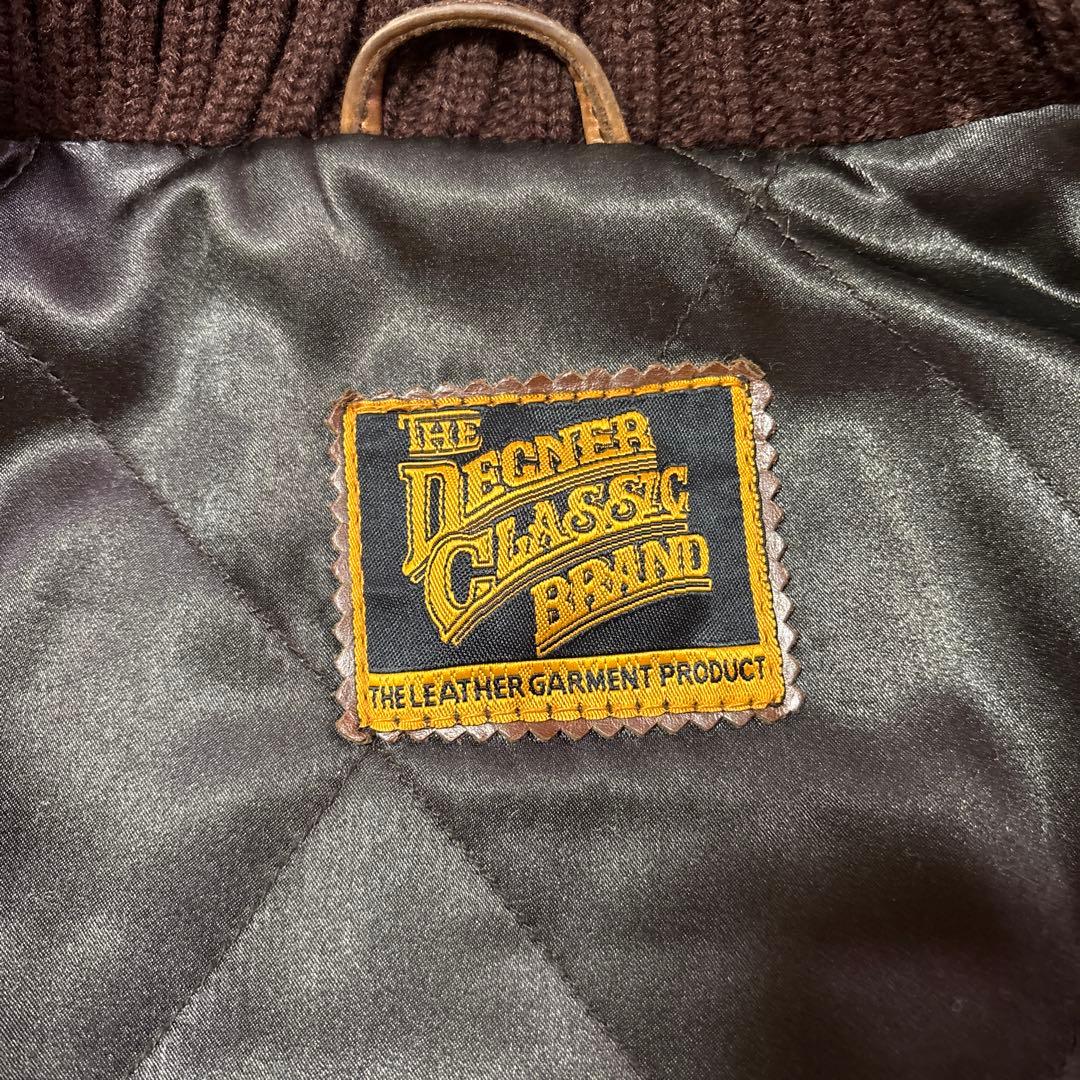 THE
DEGNER
CLASSIC
BRAND
THE LEATHER GARMENT PRODUCT